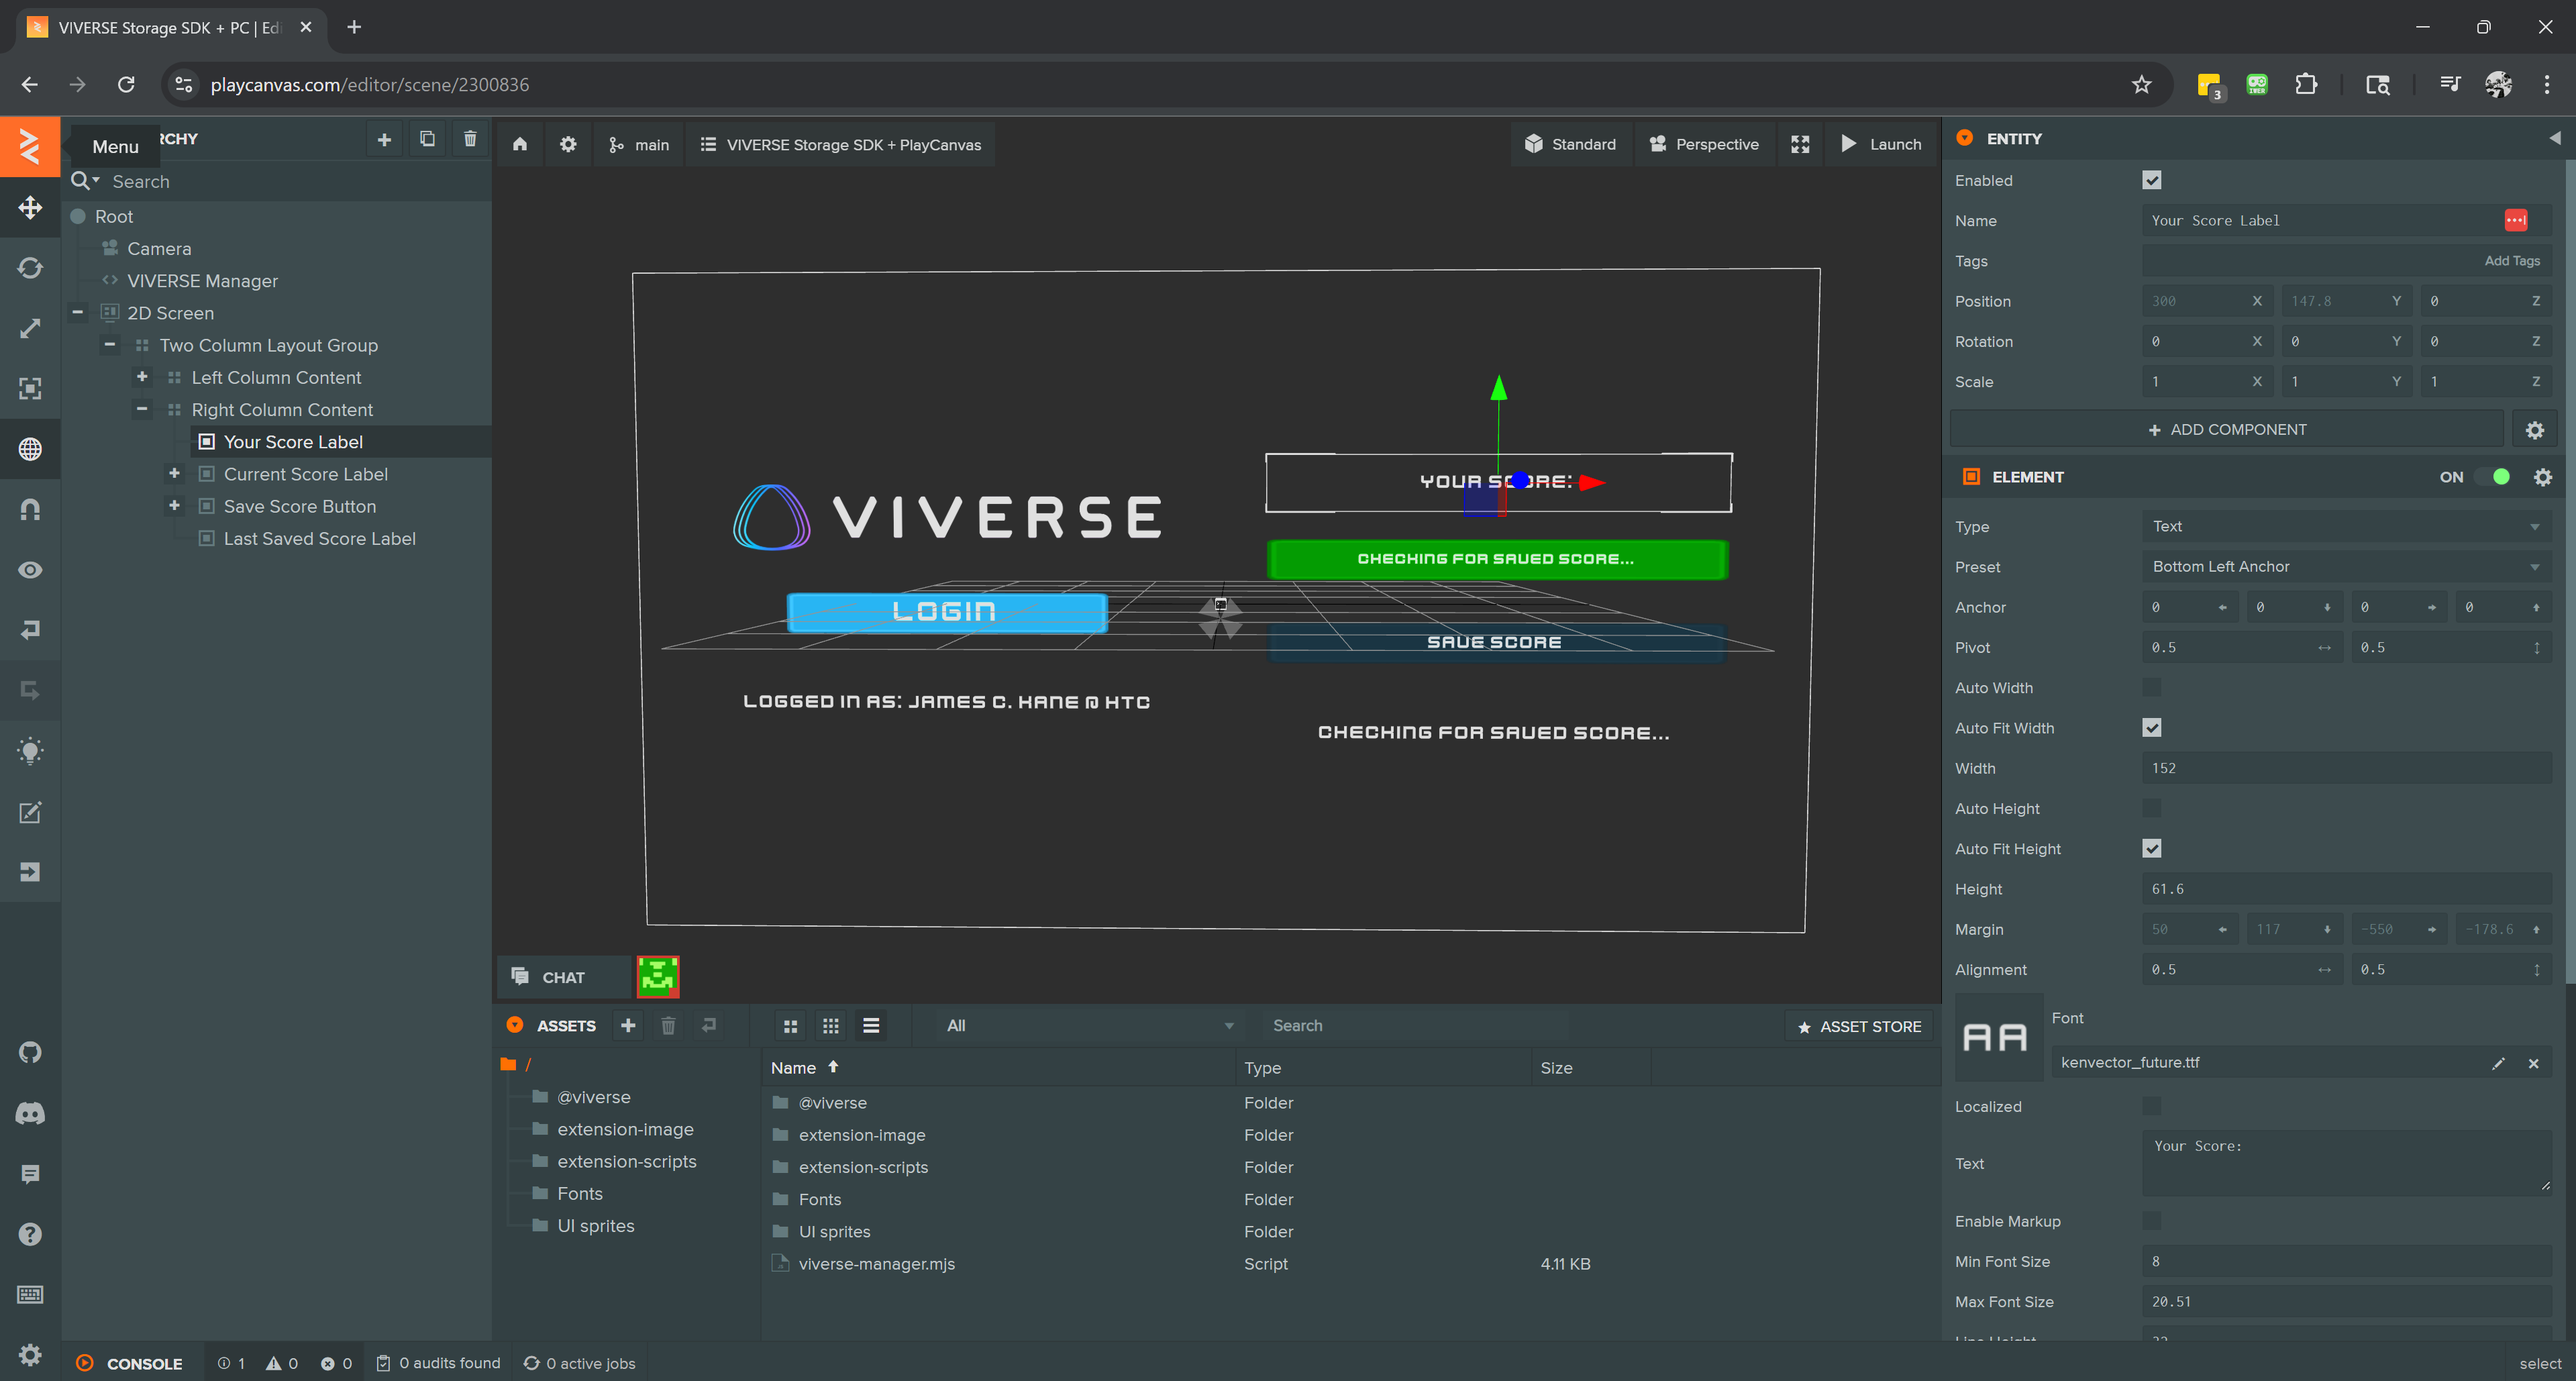 VIVERSE Storage SDK + PC | Edi
playcanvas.com/editor/scene/2300836
3
IWER
Menu
RCHY
main
VIVERSE Storage SDK + PlayCanvas
Standard
Perspective
Launch
Search
Root
Camera
VIVERSE Manager
2D Screen
Two Column Layout Group
Left Column Content
Right Column Content
Your Score Label
Current Score Label
Save Score Button
Last Saved Score Label
VIVERSE
LOGIN
LOGGED IN AS: JAMES C. HANE @ HTC
YOUR SCORE:
CHECKING FOR SAVED SCORE...
SAVE SCORE
CHECKING FOR SAVED SCORE...
CHAT
ASSETS
All
Search
ASSET STORE
/
@viverse
extension-image
extension-scripts
Fonts
UI sprites
Name Type Size
@viverse Folder
extension-image Folder
extension-scripts Folder
Fonts Folder
UI sprites Folder
viverse-manager.mjs Script 4.11 KB
ENTITY
Enabled
Name Your Score Label
Tags Add Tags
Position 300 X 147.8 Y 0 Z
Rotation 0 X 0 Y 0 Z
Scale 1 X 1 Y 1 Z
ADD COMPONENT
ELEMENT ON
Type Text
Preset Bottom Left Anchor
Anchor 0 0 0 0
Pivot 0.5 0.5
Auto Width
Auto Fit Width
Width 152
Auto Height
Auto Fit Height
Height 61.6
Margin 50 117 -550 -178.6
Alignment 0.5 0.5
AA
Font
kenvector_future.ttf
Localized
Text Your Score:
Enable Markup
Min Font Size 8
Max Font Size 20.51
CONSOLE 1 0 0 0 audits found 0 active jobs
select